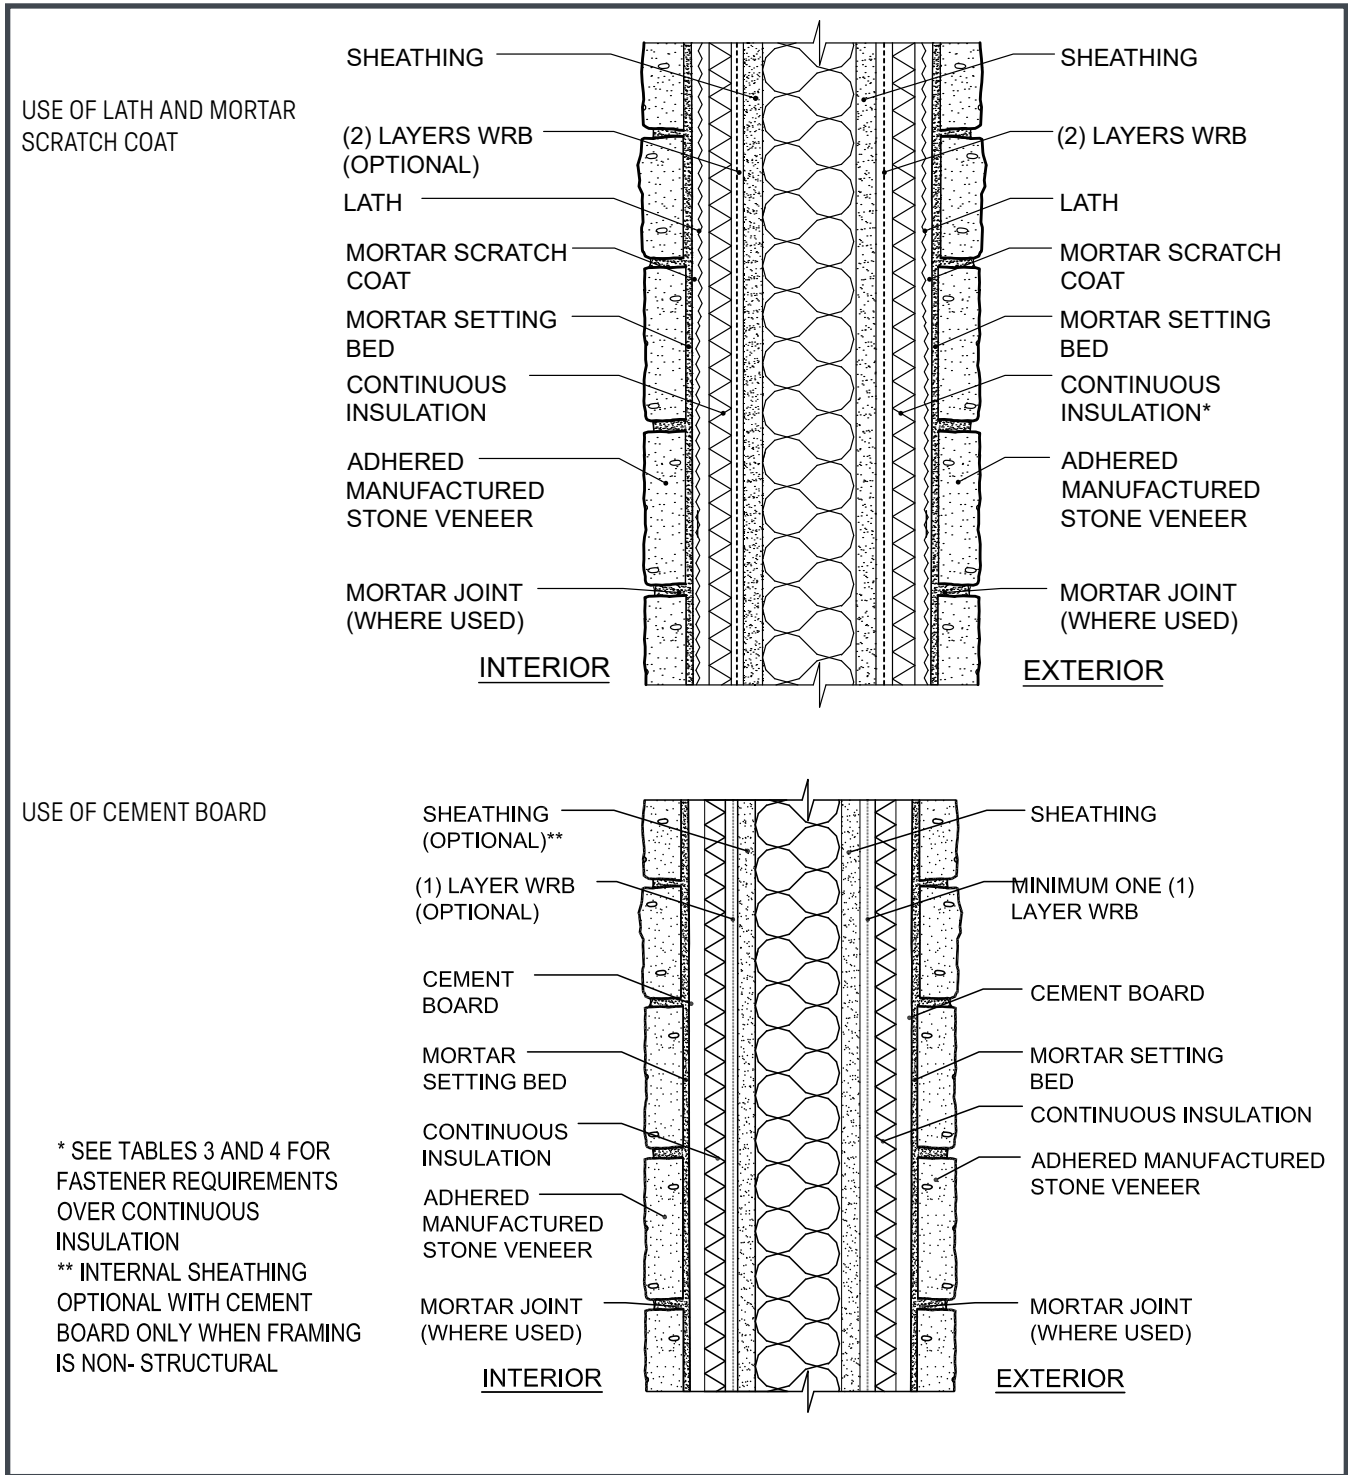 USE OF LATH AND MORTAR
SCRATCH COAT
SHEATHING
(2) LAYERS WRB
(OPTIONAL)
LATH
MORTAR SCRATCH
COAT
MORTAR SETTING
BED
CONTINUOUS
INSULATION
ADHERED
MANUFACTURED
STONE VENEER
MORTAR JOINT
(WHERE USED)
INTERIOR
SHEATHING
(2) LAYERS WRB
LATH
MORTAR SCRATCH
COAT
MORTAR SETTING
BED
CONTINUOUS
INSULATION*
ADHERED
MANUFACTURED
STONE VENEER
MORTAR JOINT
(WHERE USED)
EXTERIOR
USE OF CEMENT BOARD
SHEATHING
(OPTIONAL)**
(1) LAYER WRB
(OPTIONAL)
CEMENT
BOARD
MORTAR
SETTING BED
CONTINUOUS
INSULATION
ADHERED
MANUFACTURED
STONE VENEER
MORTAR JOINT
(WHERE USED)
INTERIOR
SHEATHING
MINIMUM ONE (1)
LAYER WRB
CEMENT BOARD
MORTAR SETTING
BED
CONTINUOUS INSULATION
ADHERED MANUFACTURED
STONE VENEER
MORTAR JOINT
(WHERE USED)
EXTERIOR
* SEE TABLES 3 AND 4 FOR
FASTENER REQUIREMENTS
OVER CONTINUOUS
INSULATION
** INTERNAL SHEATHING
OPTIONAL WITH CEMENT
BOARD ONLY WHEN FRAMING
IS NON- STRUCTURAL